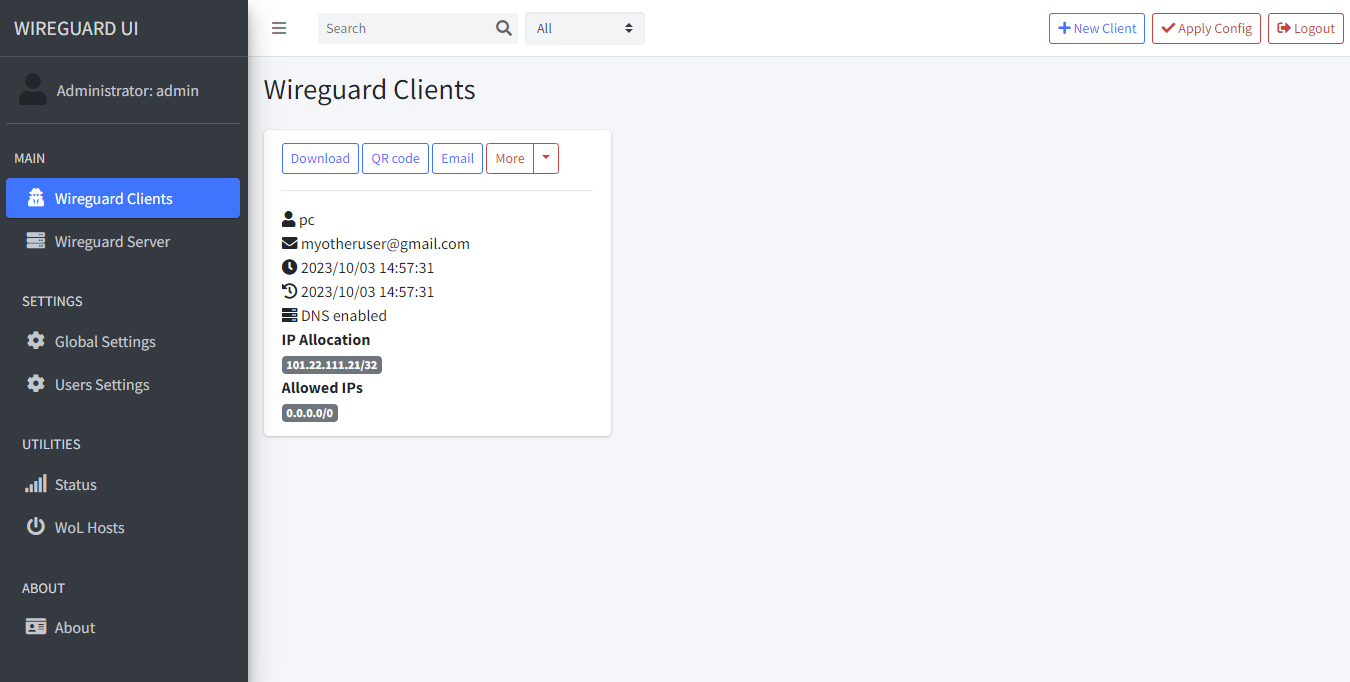 WIREGUARD UI
Administrator: admin
MAIN
Wireguard Clients
Wireguard Server
SETTINGS
Global Settings
Users Settings
UTILITIES
Status
WoL Hosts
ABOUT
About
Search
All
New Client
Apply Config
Logout
Wireguard Clients
Download QR code Email More
pc
myotheruser@gmail.com
2023/10/03 14:57:31
2023/10/03 14:57:31
DNS enabled
IP Allocation
101.22.111.21/32
Allowed IPs
0.0.0.0/0